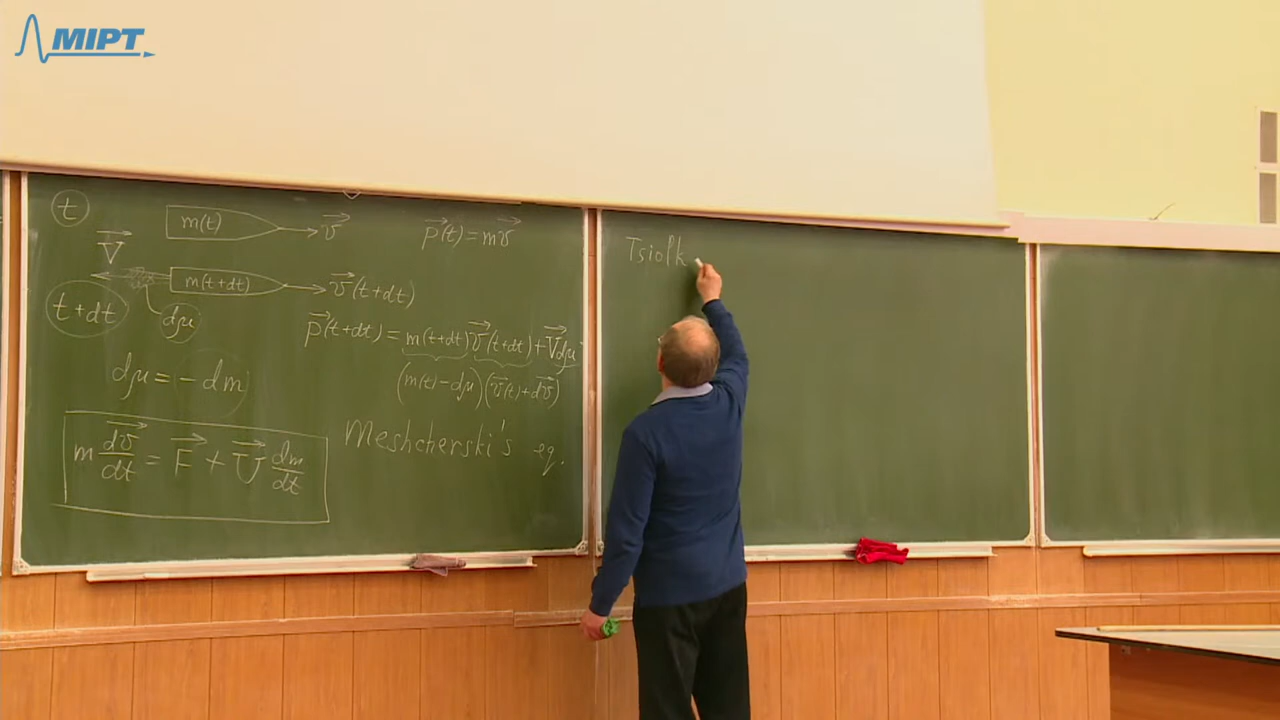 MIPT
t m(t) v⃗ p⃗(t)=mv⃗
V⃗
m(t+dt) v⃗(t+dt)
t+dt dμ
p⃗(t+dt)=m(t+dt)v⃗(t+dt)+V⃗dμ
(m(t)-dμ)(v⃗(t)+dv⃗)
dμ=-dm
Meshcherski's eq.
m dv⃗/dt = F⃗ + U⃗ dm/dt
Tsiolk